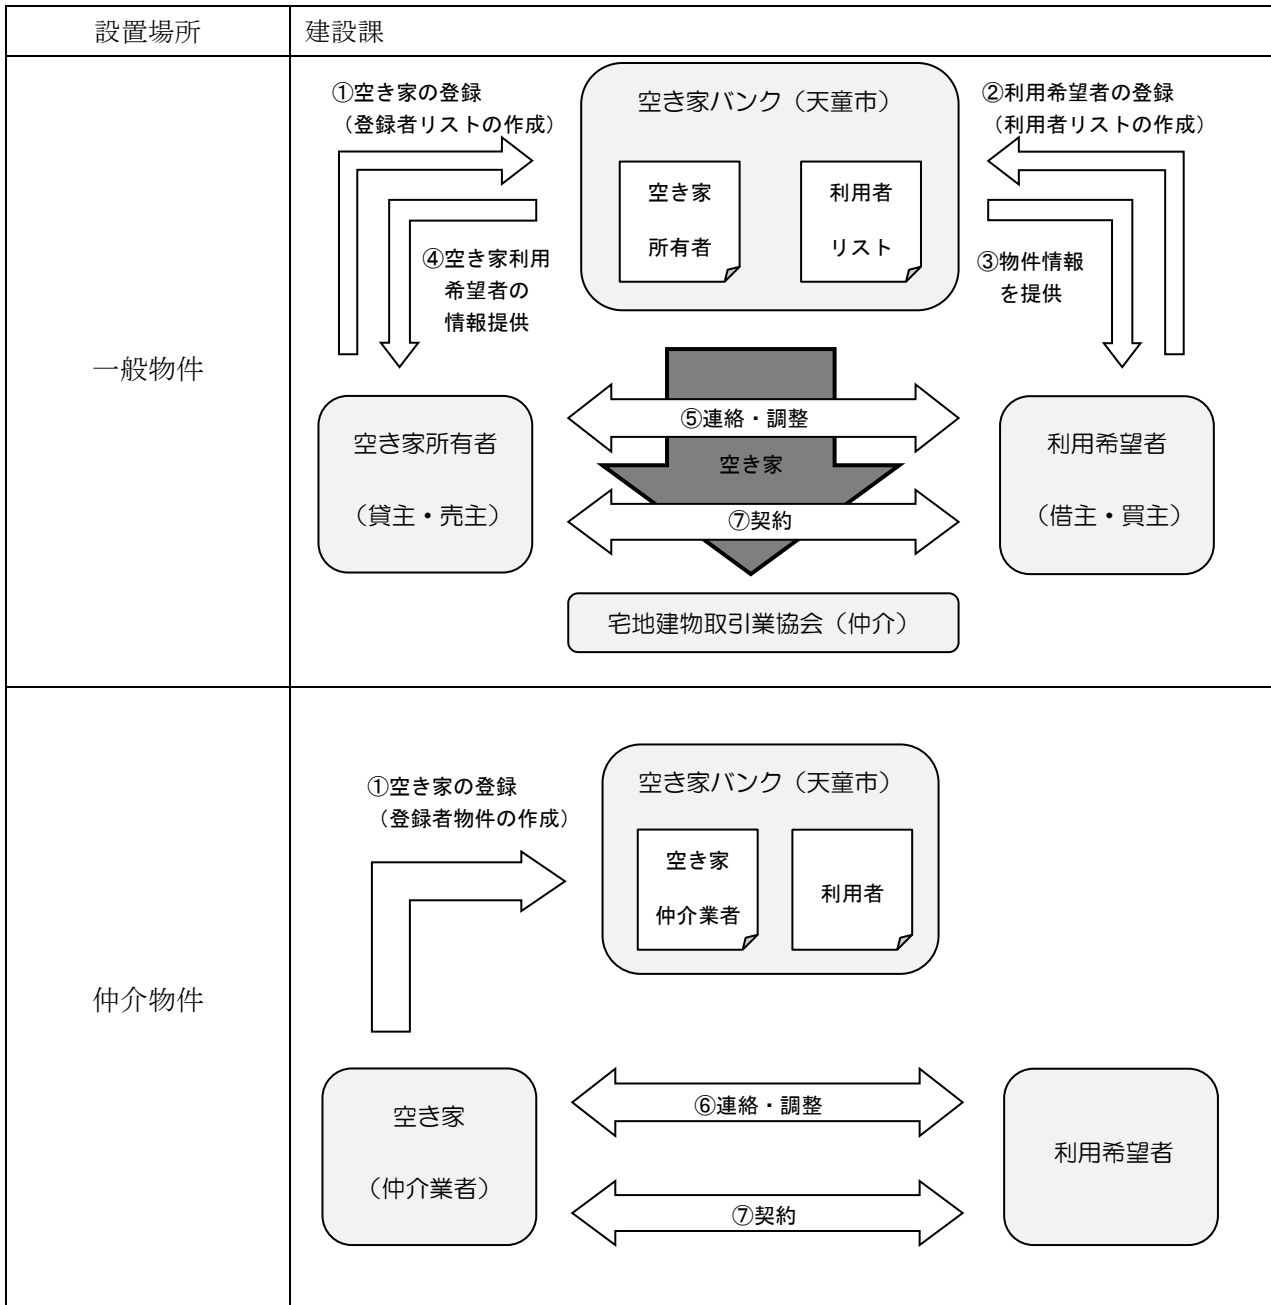 設置場所
建設課
一般物件
①空き家の登録
（登録者リストの作成）
空き家バンク（天童市）
空き家
所有者
利用者
リスト
②利用希望者の登録
（利用者リストの作成）
④空き家利用
希望者の
情報提供
③物件情報
を提供
空き家所有者
（貸主・売主）
⑤連絡・調整
空き家
⑦契約
利用希望者
（借主・買主）
宅地建物取引業協会（仲介）
仲介物件
①空き家の登録
（登録者物件の作成）
空き家バンク（天童市）
空き家
仲介業者
利用者
空き家
（仲介業者）
⑥連絡・調整
⑦契約
利用希望者